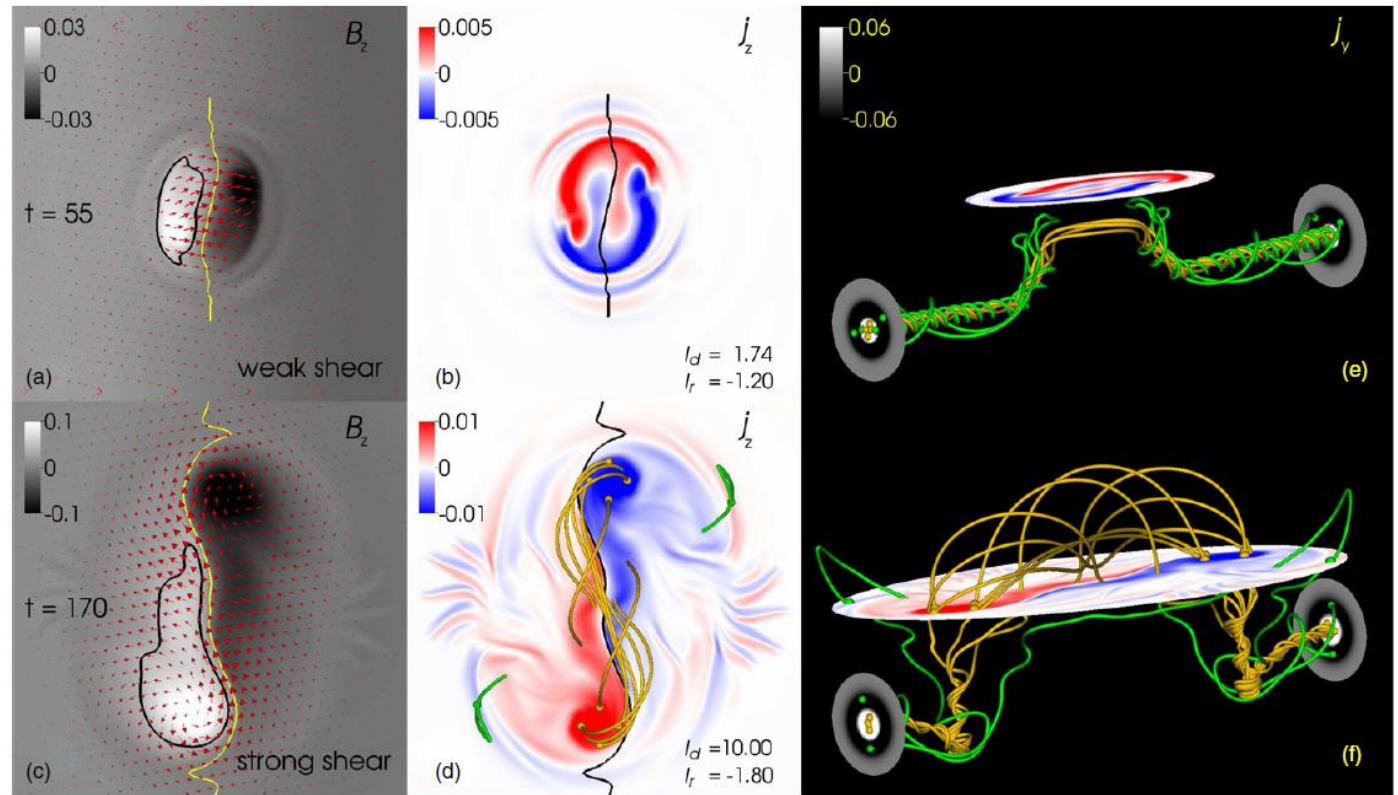 0.03
0
-0.03
B_z
t = 55
weak shear
(a)
0.005
0
-0.005
j_z
I_d = 1.74
I_r = -1.20
(b)
0.06
0
-0.06
j_y
(e)
0.1
0
-0.1
B_z
t = 170
strong shear
(c)
0.01
0
-0.01
j_z
I_d =10.00
I_r = -1.80
(d)
(f)